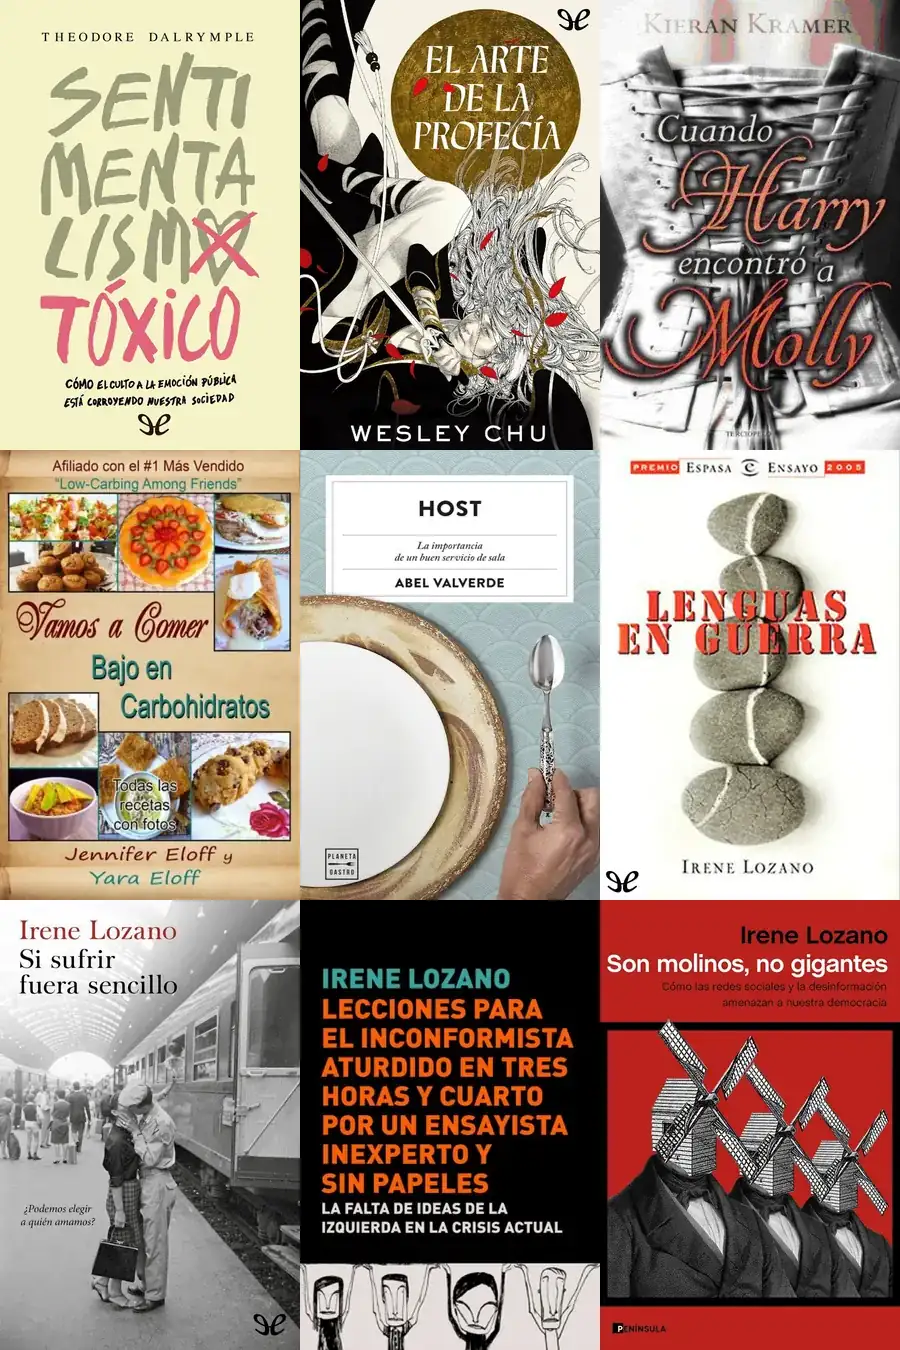 THEODORE DALRYMPLE
SENTI
MENTA
LISMO
TÓXICO
CÓMO EL CULTO A LA EMOCIÓN PÚBLICA
ESTÁ CORROYENDO NUESTRA SOCIEDAD
EL ARTE
DE LA
PROFECÍA
WESLEY CHU
KIERAN KRAMER
Cuando
Harry
encontró a
Molly
TERCIOPELO
Afiliado con el #1 Más Vendido
"Low-Carbing Among Friends"
Vamos a Comer
Bajo en
Carbohidratos
Todas las
recetas
con fotos
Jennifer Eloff y
Yara Eloff
HOST
La importancia
de un buen servicio de sala
ABEL VALVERDE
PLANETA
GASTRO
PREMIO ESPASA ENSAYO 2005
LENGUAS
EN GUERRA
IRENE LOZANO
Irene Lozano
Si sufrir
fuera sencillo
¿Podemos elegir
a quién amamos?
IRENE LOZANO
LECCIONES PARA
EL INCONFORMISTA
ATURDIDO EN TRES
HORAS Y CUARTO
POR UN ENSAYISTA
INEXPERTO Y
SIN PAPELES
LA FALTA DE IDEAS DE LA
IZQUIERDA EN LA CRISIS ACTUAL
Irene Lozano
Son molinos, no gigantes
Cómo las redes sociales y la desinformación
amenazan a nuestra democracia
PENÍNSULA